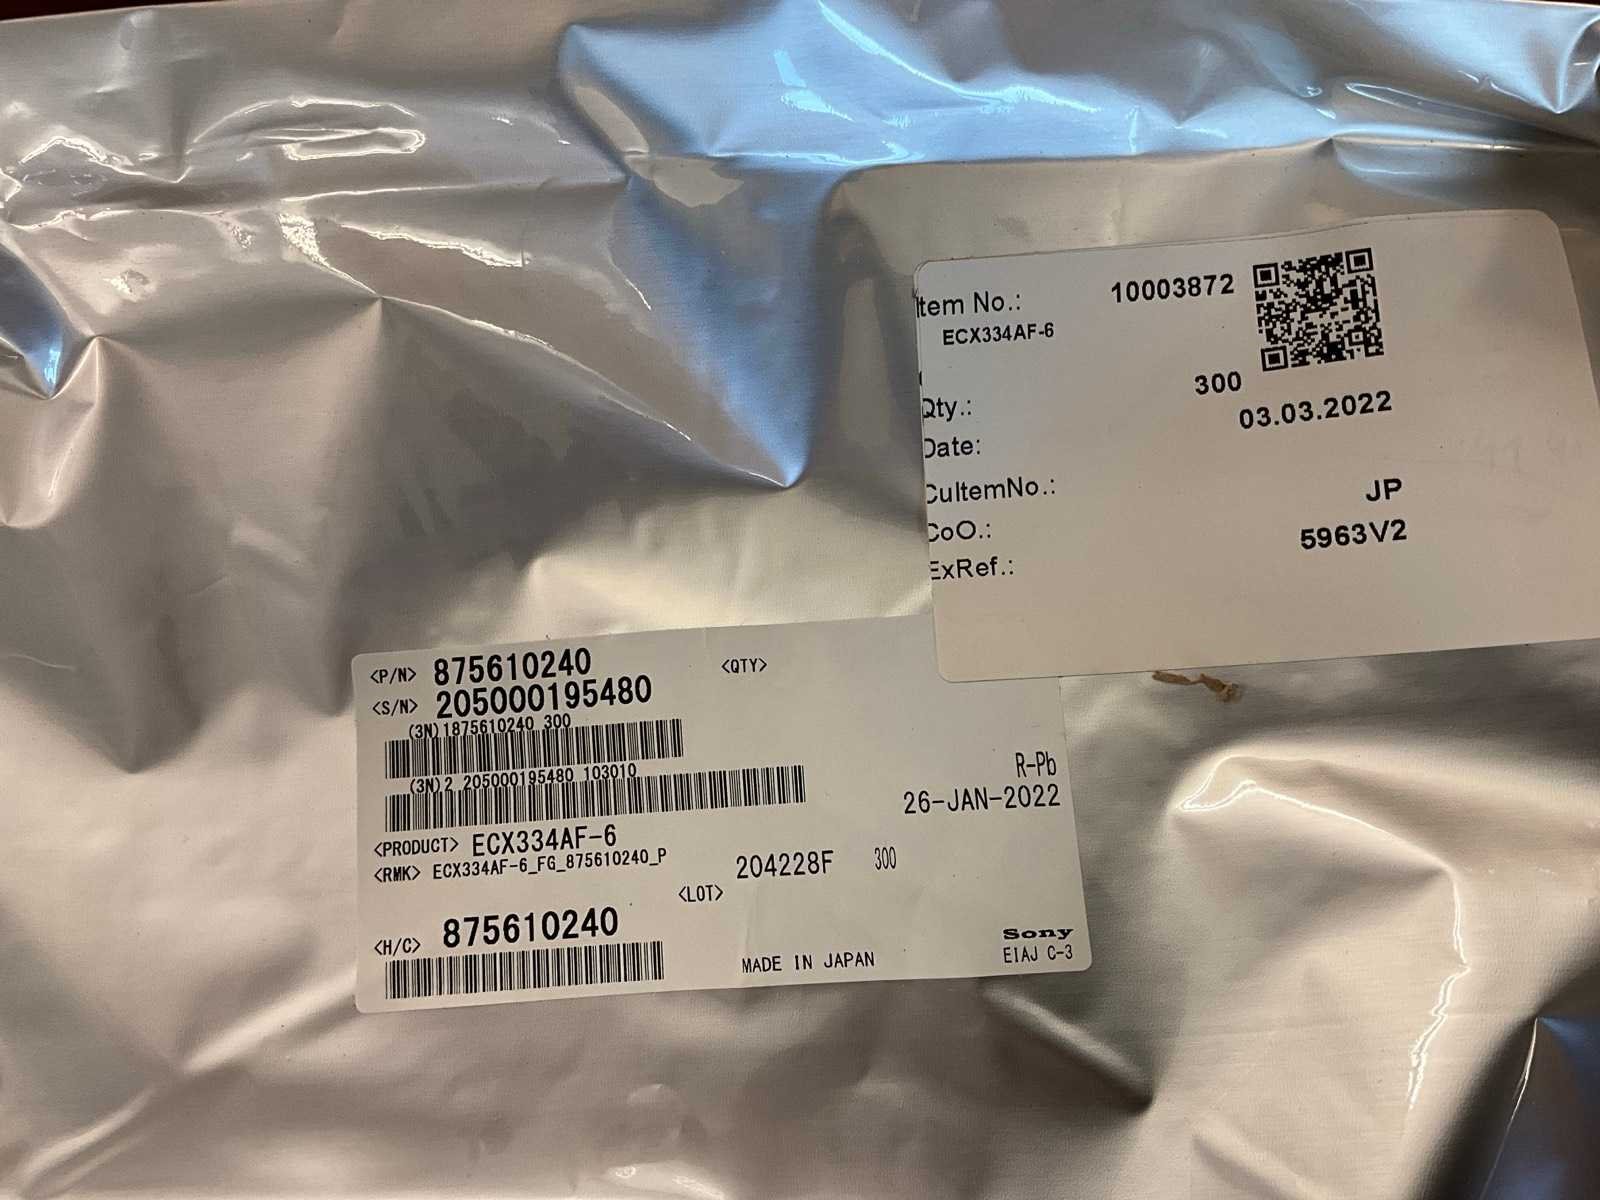 Item No.: 10003872
ECX334AF-6
Qty.: 300
Date: 03.03.2022
CuItemNo.:
CoO.: JP
ExRef.: 5963V2
<P/N> 875610240 <QTY>
<S/N> 205000195480
(3N)1875610240 300
(3N)2 205000195480 103010
R-Pb
26-JAN-2022
<PRODUCT> ECX334AF-6
<RMK> ECX334AF-6_FG_875610240_P
<LOT> 204228F 300
<H/C> 875610240
MADE IN JAPAN
Sony
EIAJ C-3